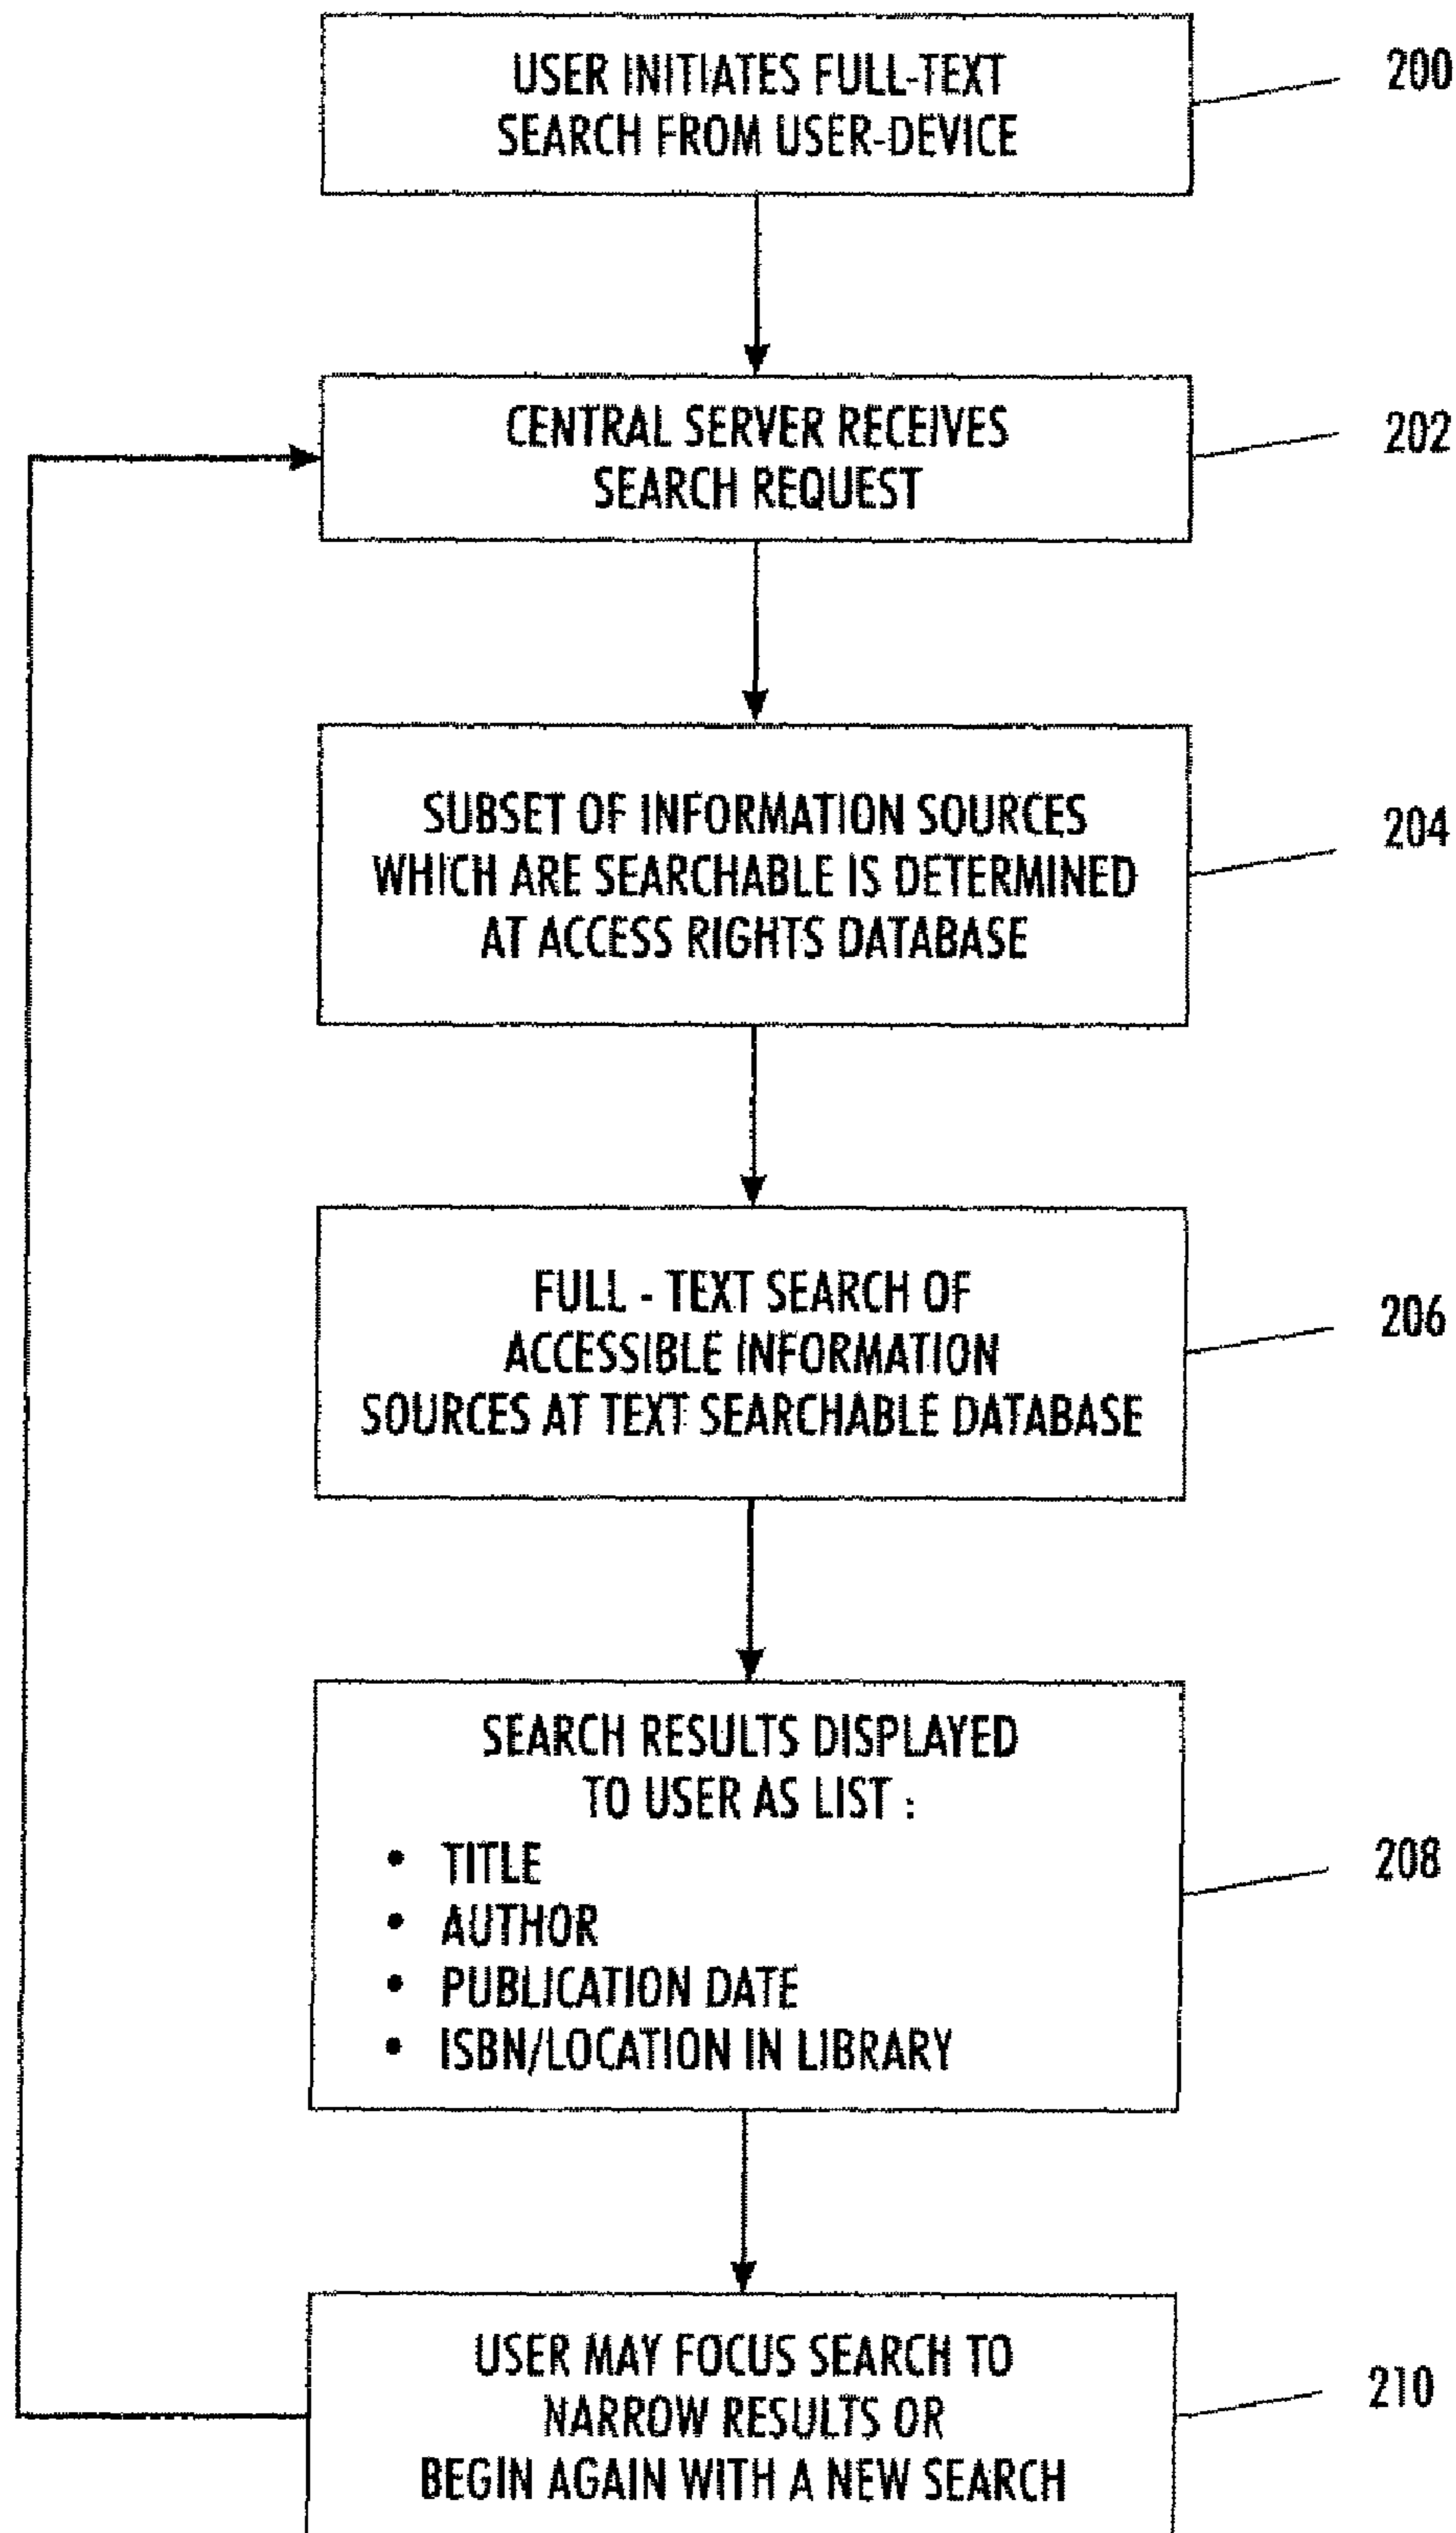 USER INITIATES FULL-TEXT
SEARCH FROM USER-DEVICE
200
CENTRAL SERVER RECEIVES
SEARCH REQUEST
202
SUBSET OF INFORMATION SOURCES
WHICH ARE SEARCHABLE IS DETERMINED
AT ACCESS RIGHTS DATABASE
204
FULL - TEXT SEARCH OF
ACCESSIBLE INFORMATION
SOURCES AT TEXT SEARCHABLE DATABASE
206
SEARCH RESULTS DISPLAYED
TO USER AS LIST :
• TITLE
• AUTHOR
• PUBLICATION DATE
• ISBN/LOCATION IN LIBRARY
208
USER MAY FOCUS SEARCH TO
NARROW RESULTS OR
BEGIN AGAIN WITH A NEW SEARCH
210